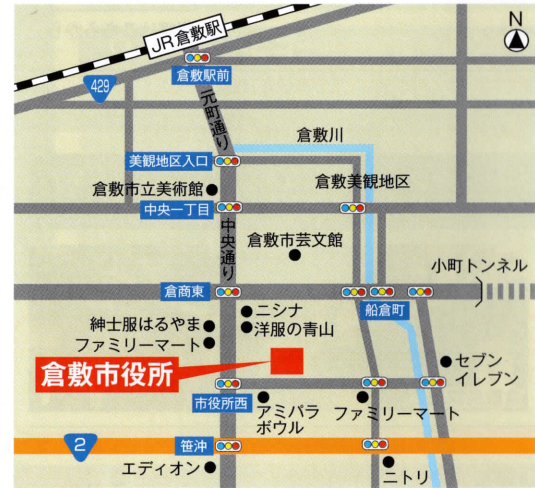 N
JR倉敷駅
倉敷駅前
429
元町通り
倉敷川
美観地区入口
倉敷美観地区
倉敷市立美術館
中央一丁目
中央通り
倉敷市芸文館
小町トンネル
倉商東
船倉町
ニシナ
紳士服はるやま
洋服の青山
ファミリーマート
セブン
イレブン
倉敷市役所
市役所西
アミパラ
ボウル
ファミリーマート
2
笹沖
エディオン
ニトリ